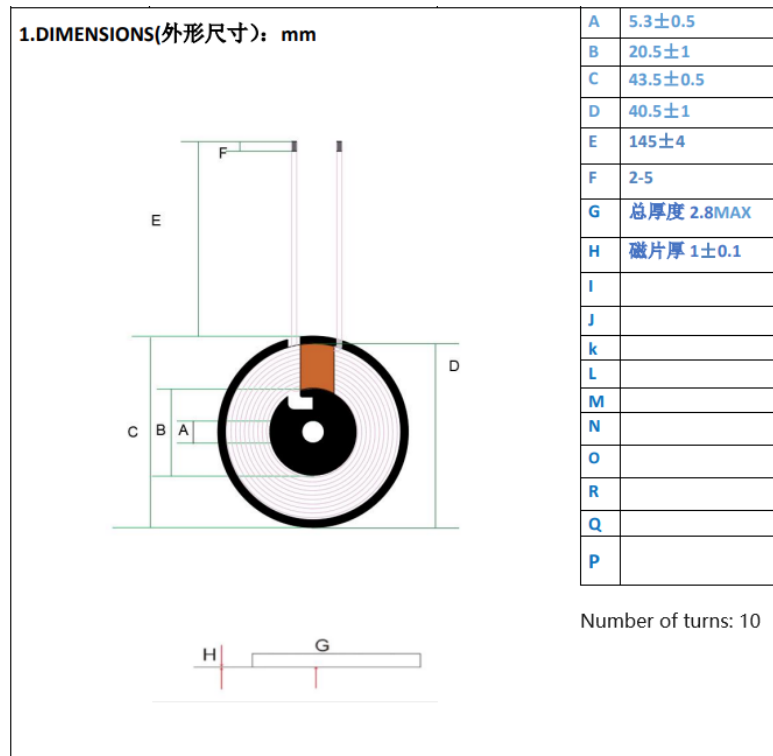 1.DIMENSIONS(外形尺寸)：mm
A 5.3±0.5
B 20.5±1
C 43.5±0.5
D 40.5±1
E 145±4
F 2-5
G 总厚度 2.8MAX
H 磁片厚 1±0.1
I
J
k
L
M
N
O
R
Q
P
F
E
D
C
B
A
Number of turns: 10
H
G